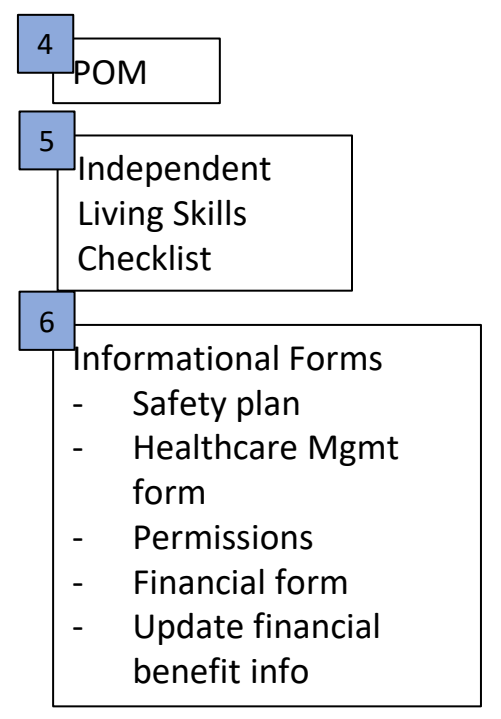 4
POM
5
Independent
Living Skills
Checklist
6
Informational Forms
- Safety plan
- Healthcare Mgmt
form
- Permissions
- Financial form
- Update financial
benefit info